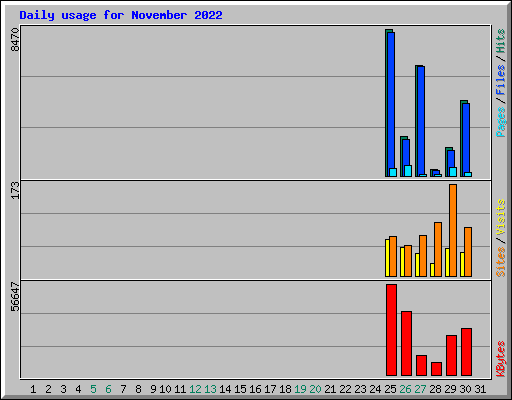 Daily usage for November 2022
8470
173
56647
Pages / Files / Hits
Sites / Visits
KBytes
1 2 3 4 5 6 7 8 9 10 11 12 13 14 15 16 17 18 19 20 21 22 23 24 25 26 27 28 29 30 31